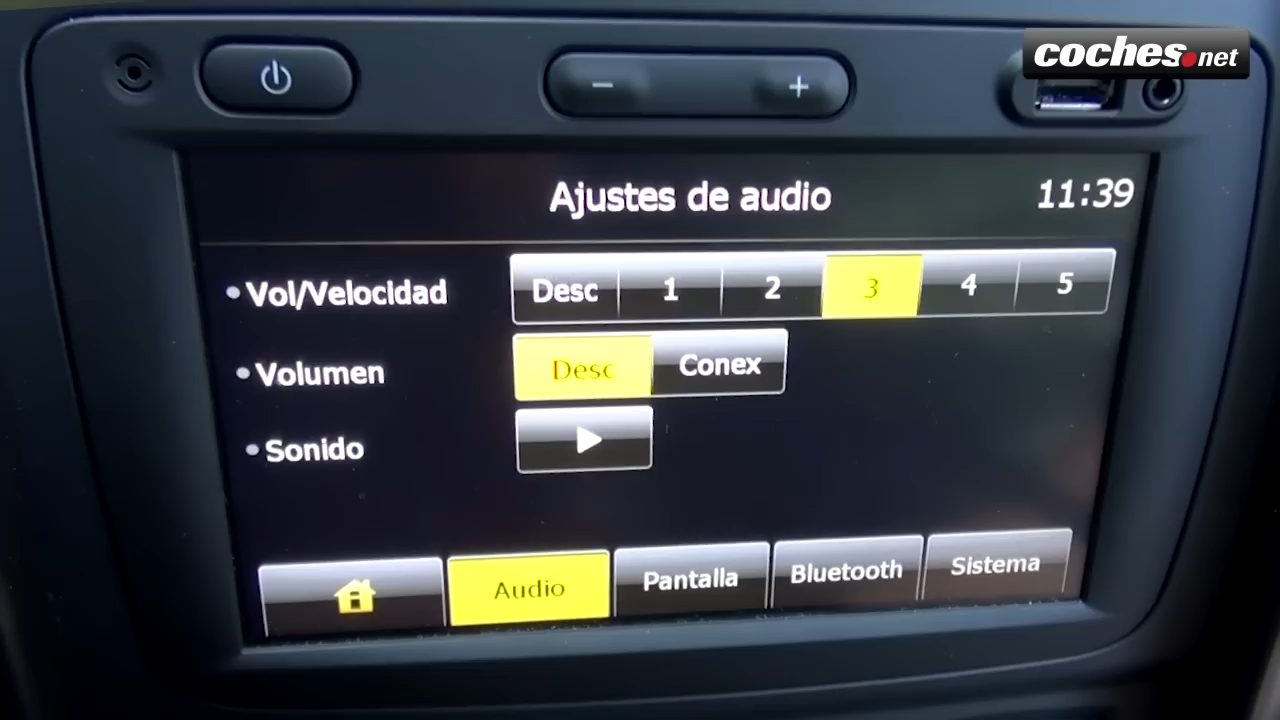 coches.net
Ajustes de audio 11:39
Vol/Velocidad Desc 1 2 3 4 5
Volumen Desc Conex
Sonido
Audio Pantalla Bluetooth Sistema